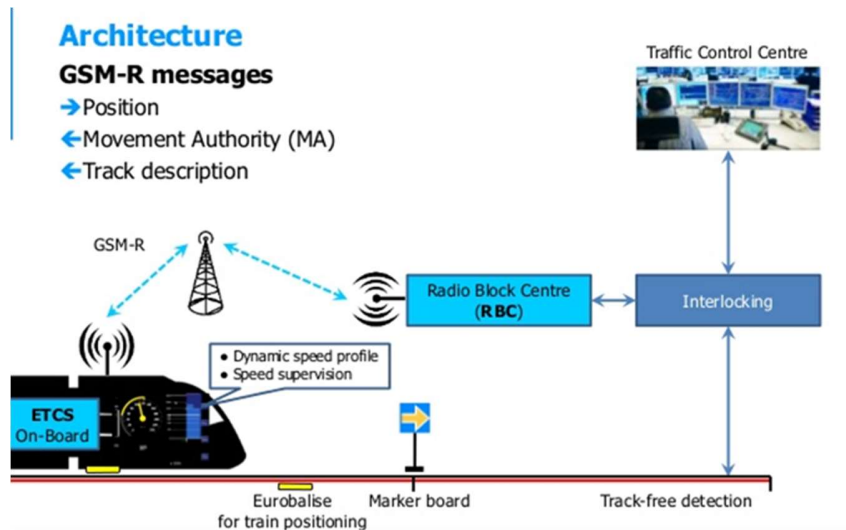 Architecture
GSM-R messages
→Position
←Movement Authority (MA)
←Track description
Traffic Control Centre
GSM-R
Radio Block Centre
(RBC)
Interlocking
• Dynamic speed profile
• Speed supervision
ETCS
On-Board
Eurobalise
for train positioning
Marker board
Track-free detection